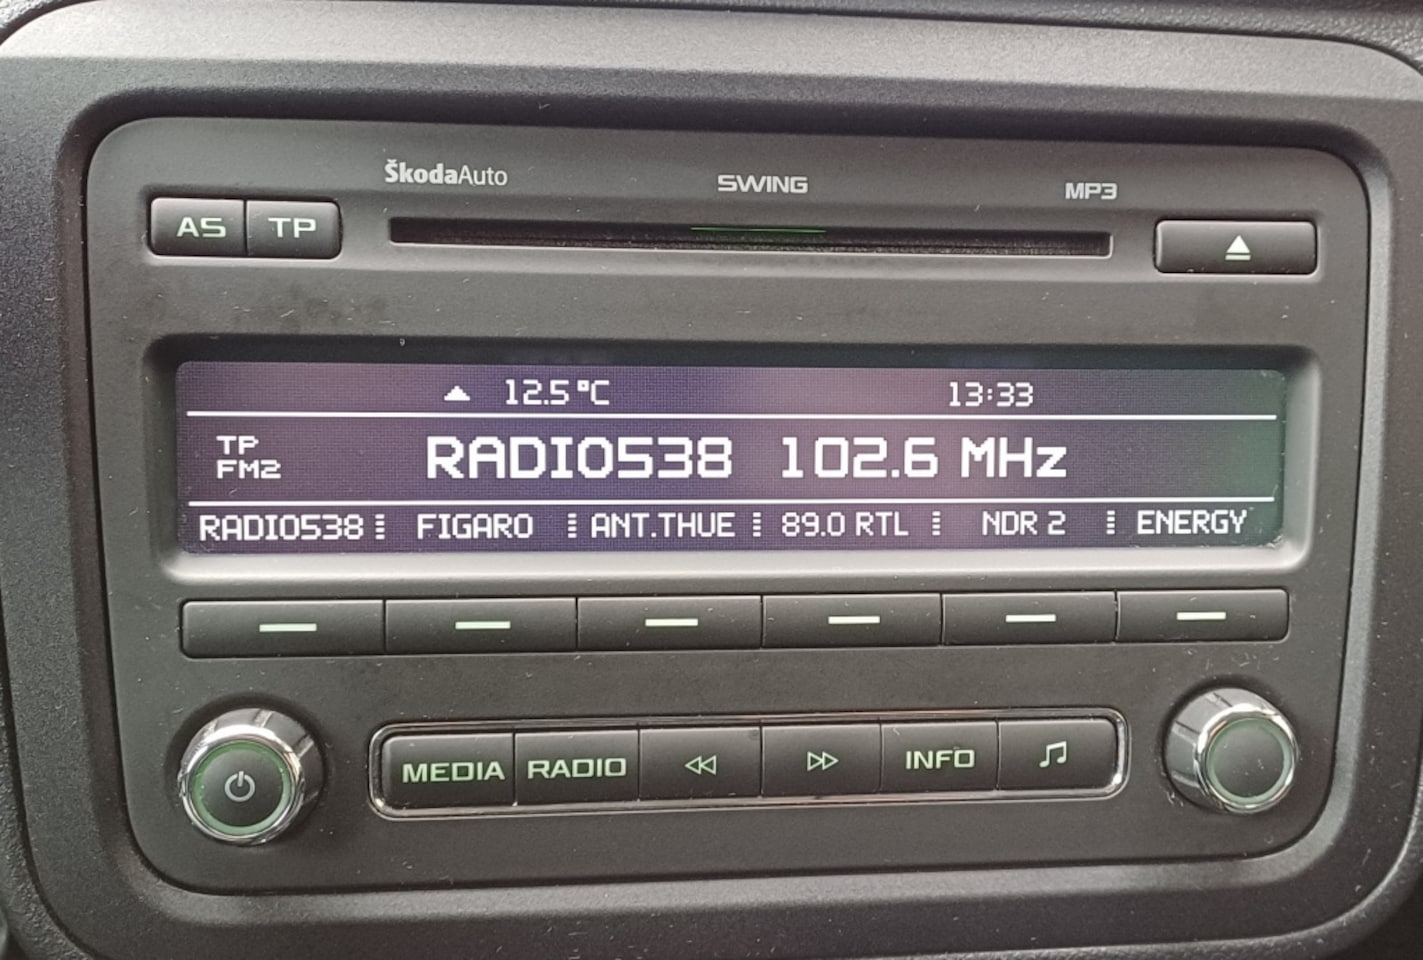 ŠkodaAuto
SWING
MP3
AS TP
12.5°C 13:33
TP
FM2
RADIO538 102.6 MHz
RADIO538 FIGARO ANT.THUE 89.0 RTL NDR 2 ENERGY
MEDIA RADIO INFO